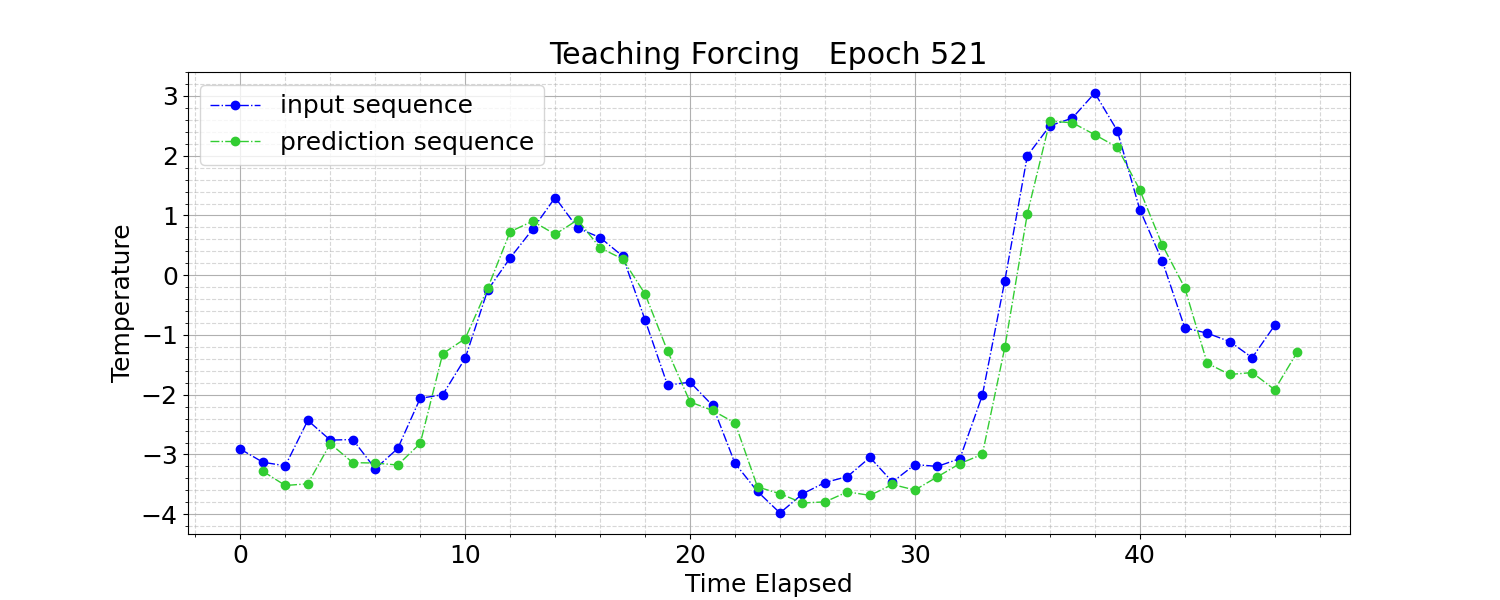 Teaching Forcing   Epoch 521
input sequence
prediction sequence
3
2
1
0
−1
−2
−3
−4
Temperature
0 10 20 30 40
Time Elapsed